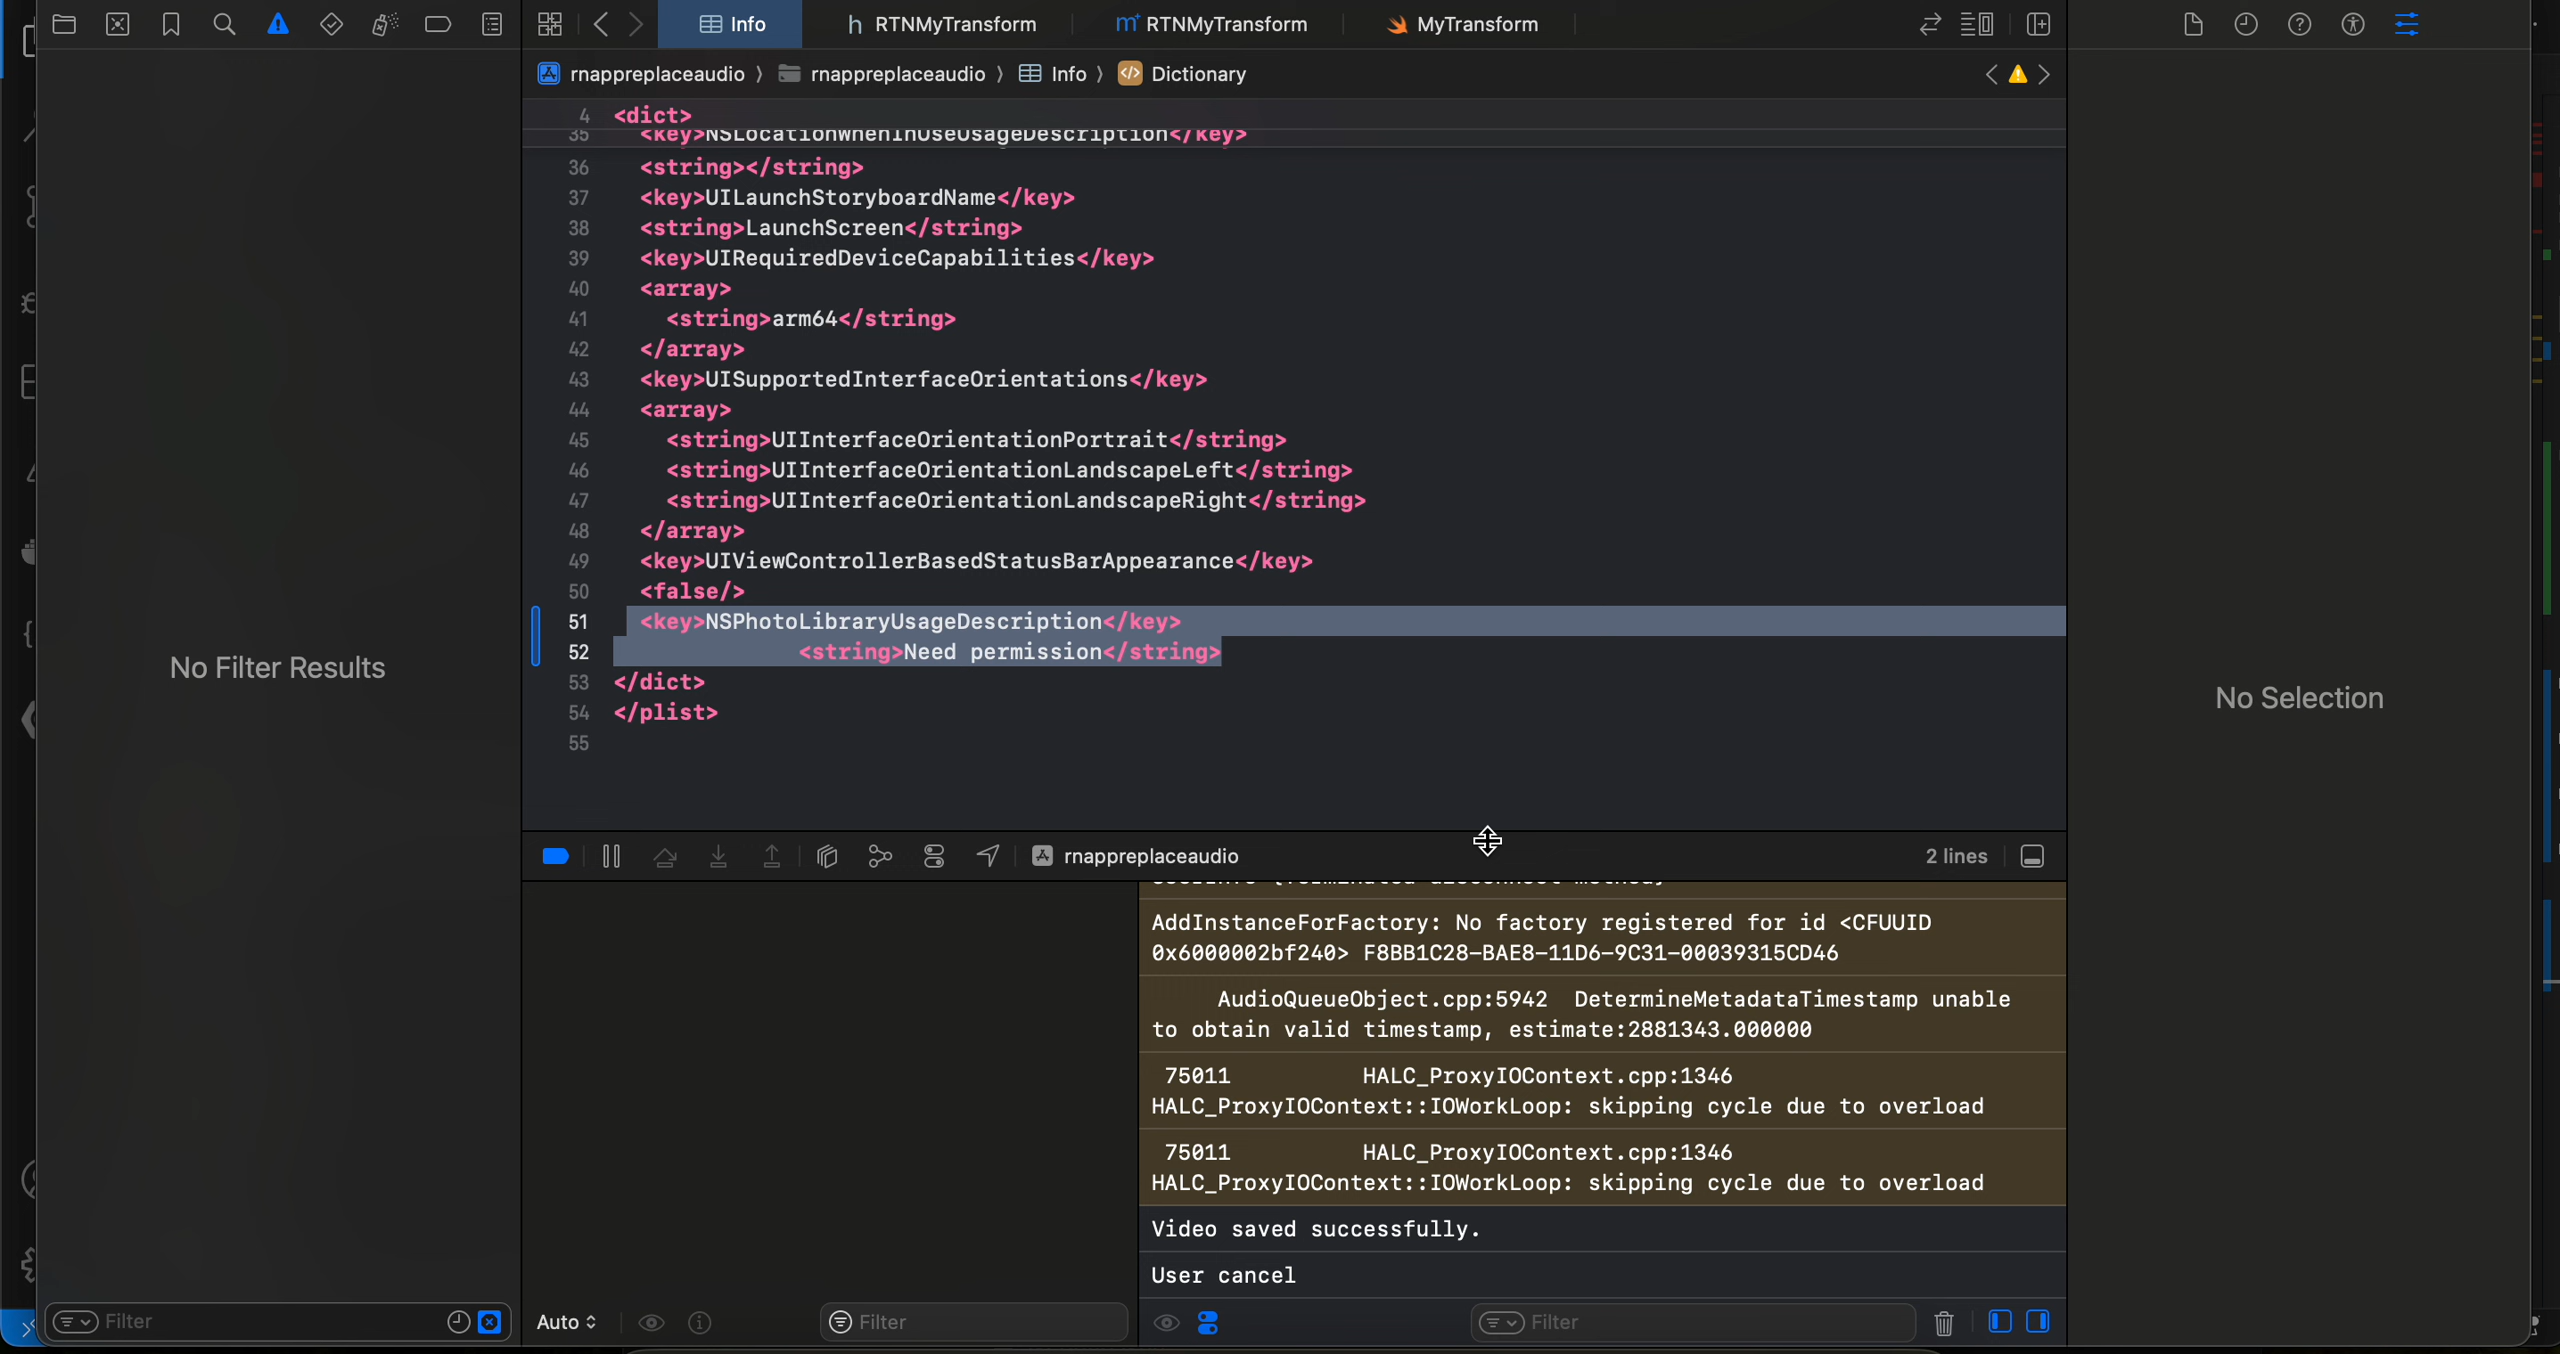 Info
h RTNMyTransform
m+ RTNMyTransform
MyTransform
rnappreplaceaudio 〉 rnappreplaceaudio 〉 Info 〉 Dictionary
4 <dict>
35 <key>NSLocationWhenInUseUsageDescription</key>
36 <string></string>
37 <key>UILaunchStoryboardName</key>
38 <string>LaunchScreen</string>
39 <key>UIRequiredDeviceCapabilities</key>
40 <array>
41 <string>arm64</string>
42 </array>
43 <key>UISupportedInterfaceOrientations</key>
44 <array>
45 <string>UIInterfaceOrientationPortrait</string>
46 <string>UIInterfaceOrientationLandscapeLeft</string>
47 <string>UIInterfaceOrientationLandscapeRight</string>
48 </array>
49 <key>UIViewControllerBasedStatusBarAppearance</key>
50 <false/>
51 <key>NSPhotoLibraryUsageDescription</key>
52 <string>Need permission</string>
53 </dict>
54 </plist>
55
No Filter Results
No Selection
rnappreplaceaudio
2 lines
AddInstanceForFactory: No factory registered for id <CFUUID
0x6000002bf240> F8BB1C28-BAE8-11D6-9C31-00039315CD46
AudioQueueObject.cpp:5942 DetermineMetadataTimestamp unable
to obtain valid timestamp, estimate:2881343.000000
75011 HALC_ProxyIOContext.cpp:1346
HALC_ProxyIOContext::IOWorkLoop: skipping cycle due to overload
75011 HALC_ProxyIOContext.cpp:1346
HALC_ProxyIOContext::IOWorkLoop: skipping cycle due to overload
Video saved successfully.
User cancel
Filter
Auto
Filter
Filter